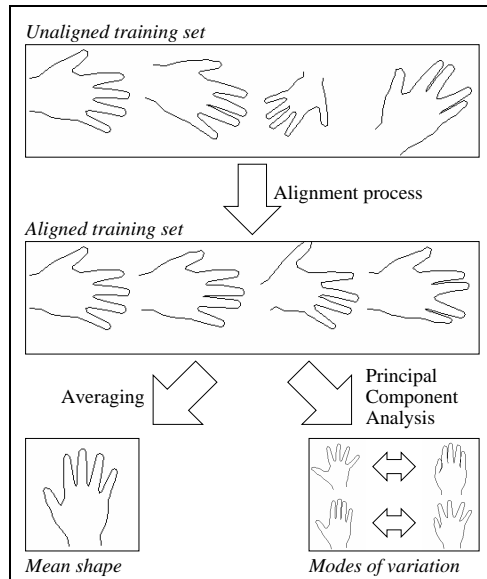 Unaligned training set
Alignment process
Aligned training set
Averaging
Principal
Component
Analysis
Mean shape
Modes of variation